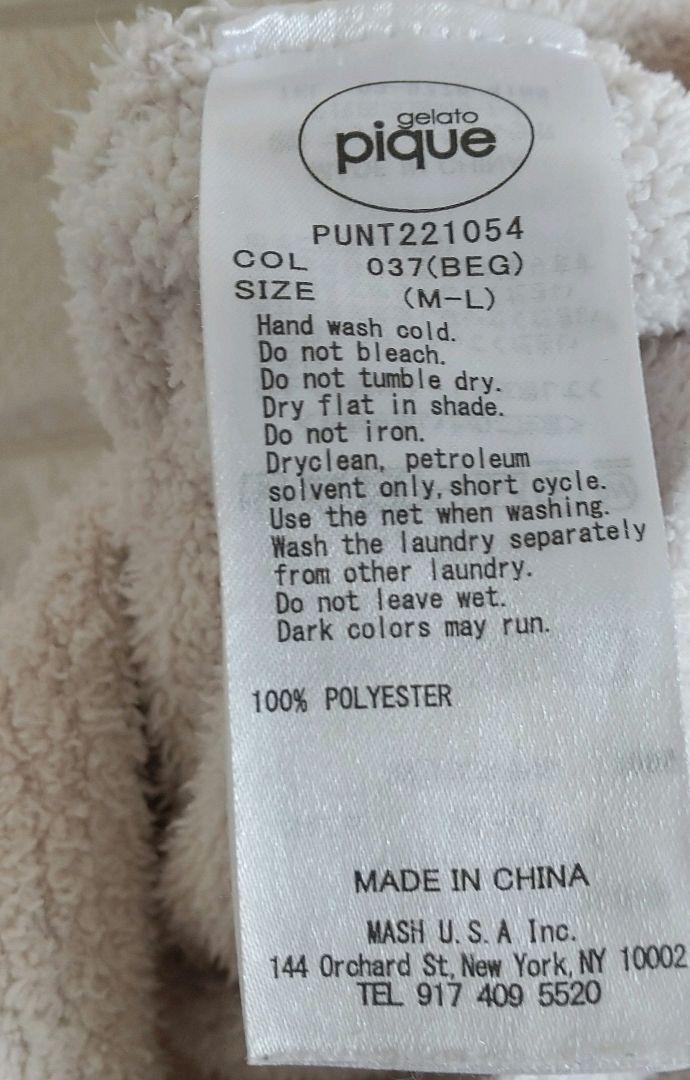 gelato
pique
PUNT221054
COL 037(BEG)
SIZE (M-L)
Hand wash cold.
Do not bleach.
Do not tumble dry.
Dry flat in shade.
Do not iron.
Dryclean, petroleum
solvent only, short cycle.
Use the net when washing.
Wash the laundry separately
from other laundry.
Do not leave wet.
Dark colors may run.
100% POLYESTER
MADE IN CHINA
MASH U.S.A Inc.
144 Orchard St, New York, NY 10002
TEL 917 409 5520